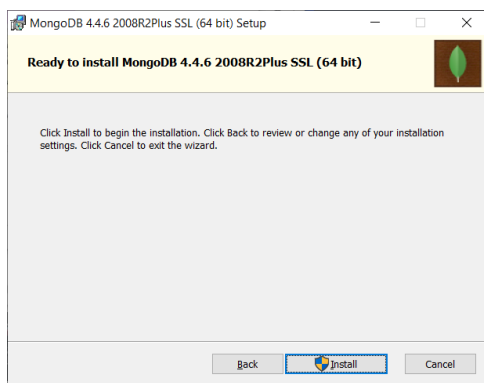 MongoDB 4.4.6 2008R2Plus SSL (64 bit) Setup
Ready to install MongoDB 4.4.6 2008R2Plus SSL (64 bit)
Click Install to begin the installation. Click Back to review or change any of your installation
settings. Click Cancel to exit the wizard.
Back Install Cancel